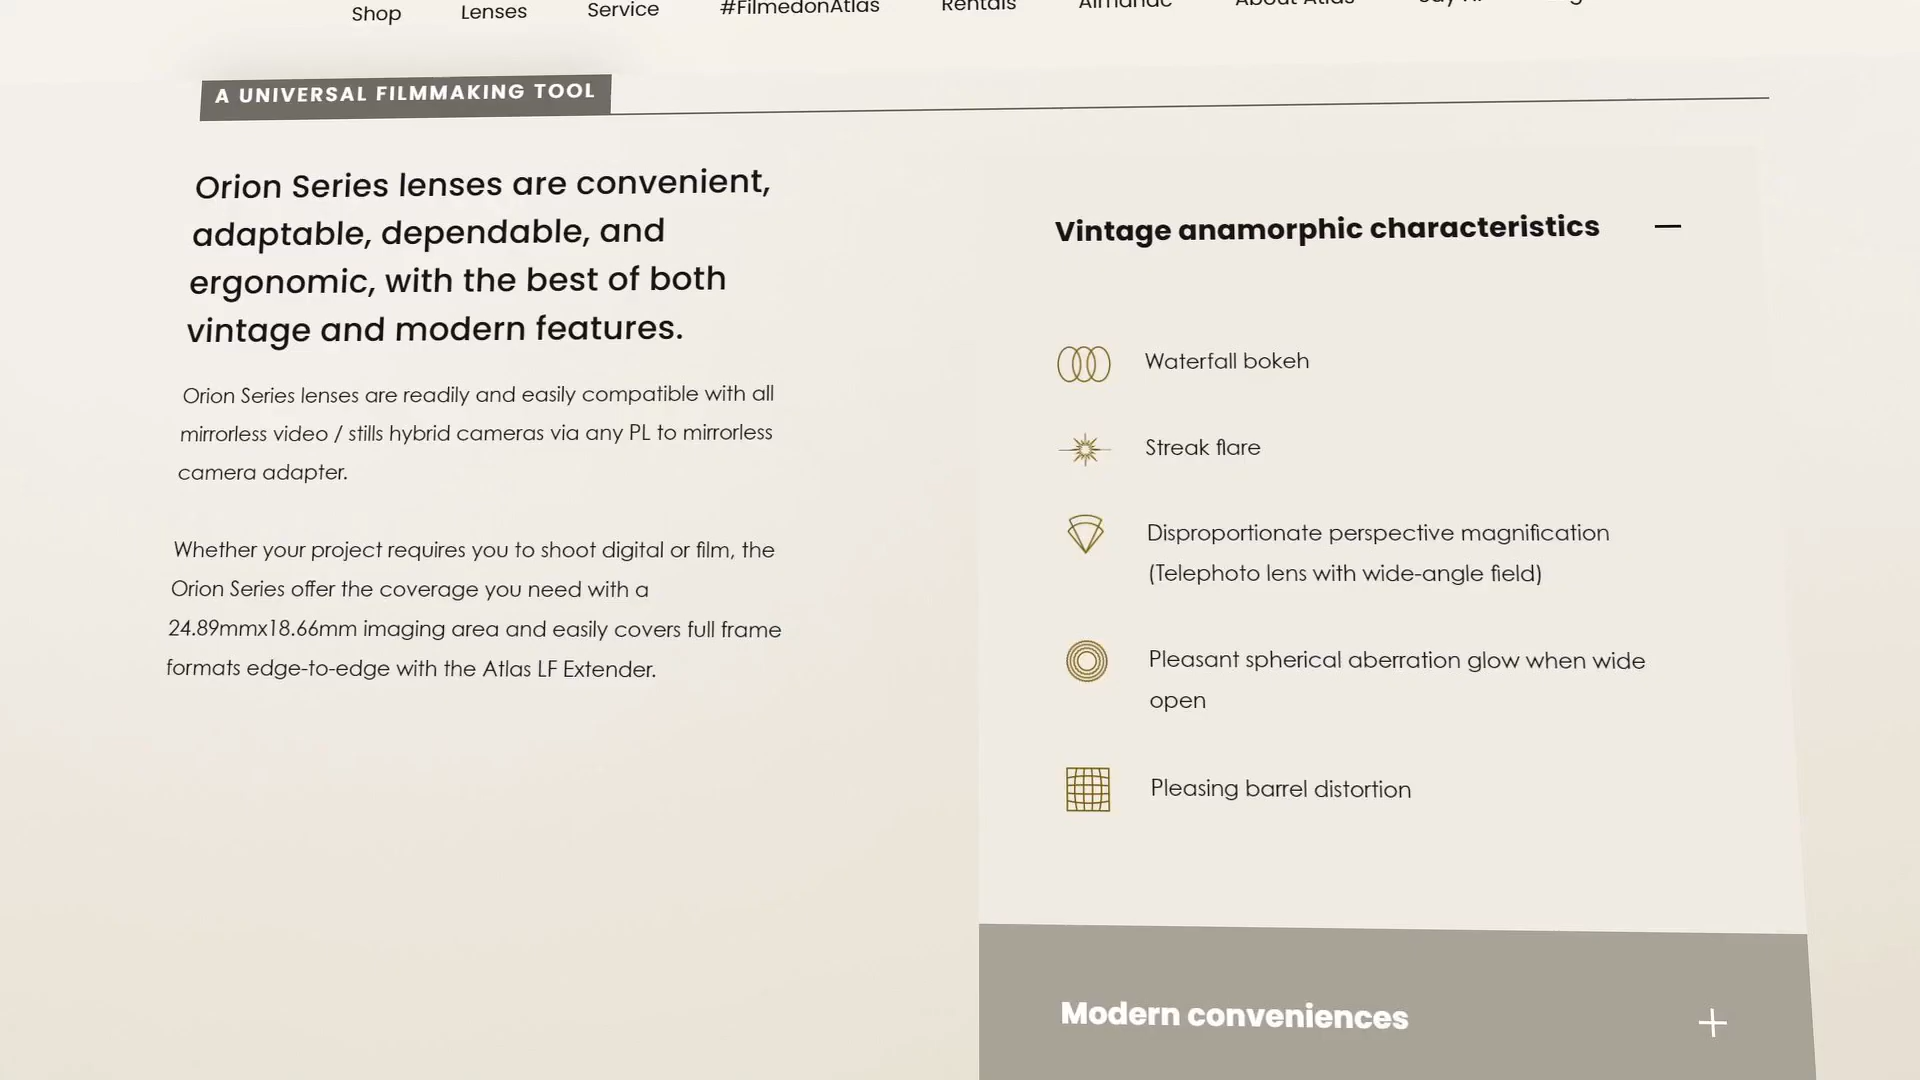 Shop Lenses Service #FilmedonAtlas Rentals Almanac About Atlas
A UNIVERSAL FILMMAKING TOOL
Orion Series lenses are convenient,
adaptable, dependable, and
ergonomic, with the best of both
vintage and modern features.
Orion Series lenses are readily and easily compatible with all
mirrorless video / stills hybrid cameras via any PL to mirrorless
camera adapter.
Whether your project requires you to shoot digital or film, the
Orion Series offer the coverage you need with a
24.89mmx18.66mm imaging area and easily covers full frame
formats edge-to-edge with the Atlas LF Extender.
Vintage anamorphic characteristics
Waterfall bokeh
Streak flare
Disproportionate perspective magnification
(Telephoto lens with wide-angle field)
Pleasant spherical aberration glow when wide
open
Pleasing barrel distortion
Modern conveniences